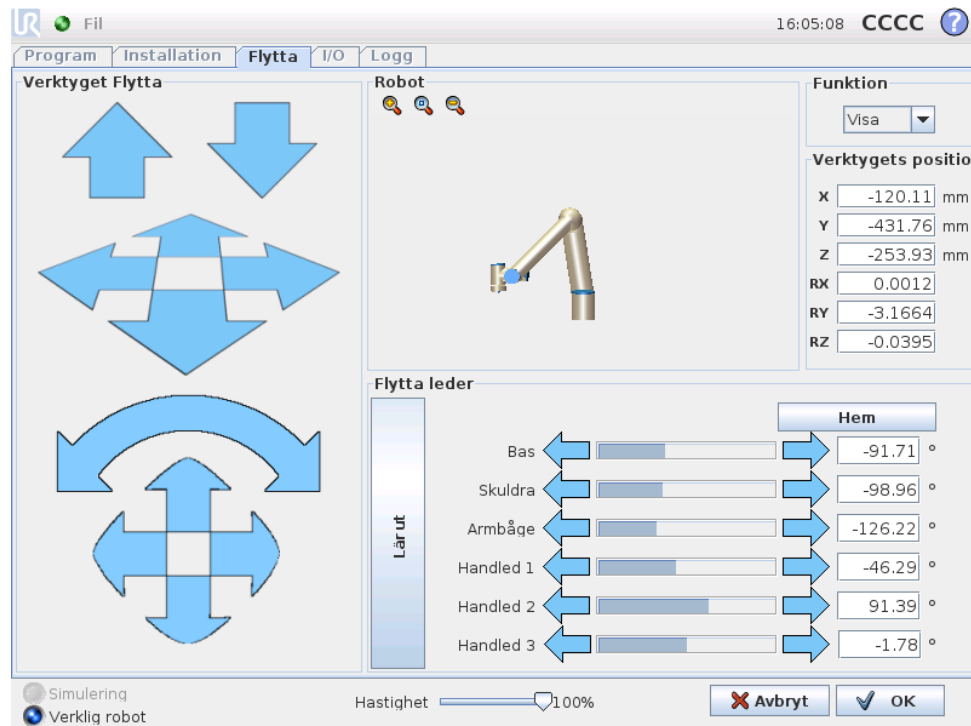 UR Fil 16:05:08 CCCC ?
Program Installation Flytta I/O Logg
Verktyget Flytta
Robot
Funktion
Visa
Verktygets positio
X -120.11 mm
Y -431.76 mm
Z -253.93 mm
RX 0.0012
RY -3.1664
RZ -0.0395
Flytta leder
Lär ut
Hem
Bas -91.71 °
Skuldra -98.96 °
Armbåge -126.22 °
Handled 1 -46.29 °
Handled 2 91.39 °
Handled 3 -1.78 °
Simulering
Verklig robot
Hastighet 100%
Avbryt
OK